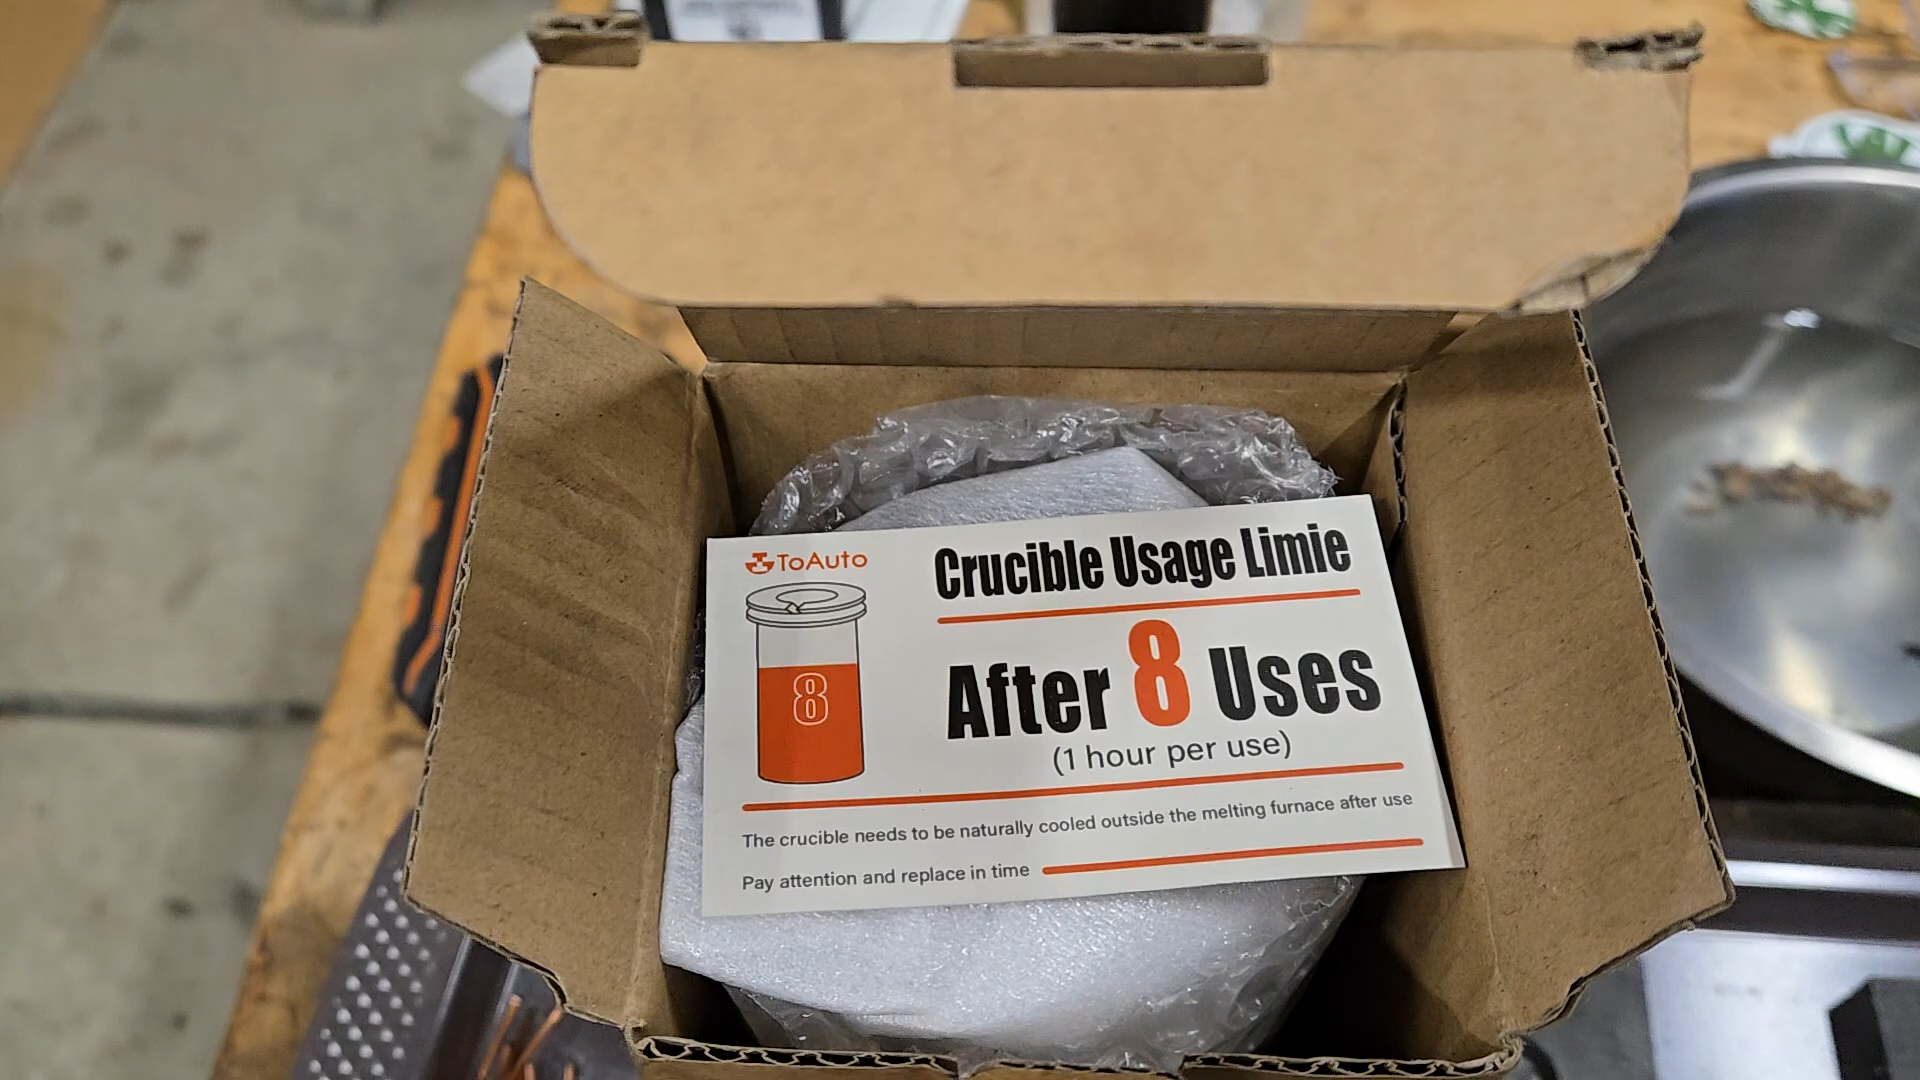 ToAuto
Crucible Usage Limie
8
After 8 Uses
(1 hour per use)
The crucible needs to be naturally cooled outside the melting furnace after use
Pay attention and replace in time